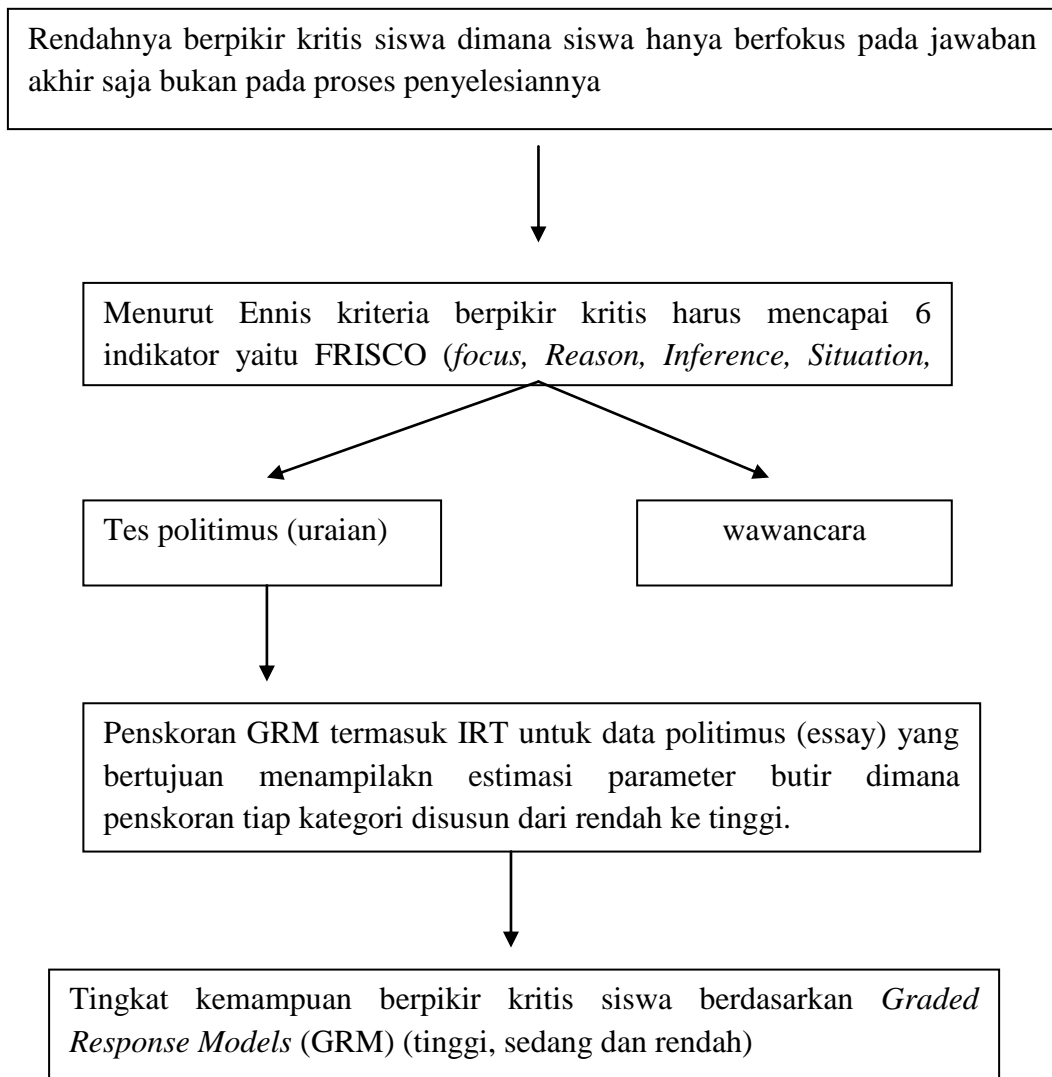 Rendahnya berpikir kritis siswa dimana siswa hanya berfokus pada jawaban
akhir saja bukan pada proses penyelesiannya
Menurut Ennis kriteria berpikir kritis harus mencapai 6
indikator yaitu FRISCO (focus, Reason, Inference, Situation,
Tes politimus (uraian)
wawancara
Penskoran GRM termasuk IRT untuk data politimus (essay) yang
bertujuan menampilakn estimasi parameter butir dimana
penskoran tiap kategori disusun dari rendah ke tinggi.
Tingkat kemampuan berpikir kritis siswa berdasarkan Graded
Response Models (GRM) (tinggi, sedang dan rendah)